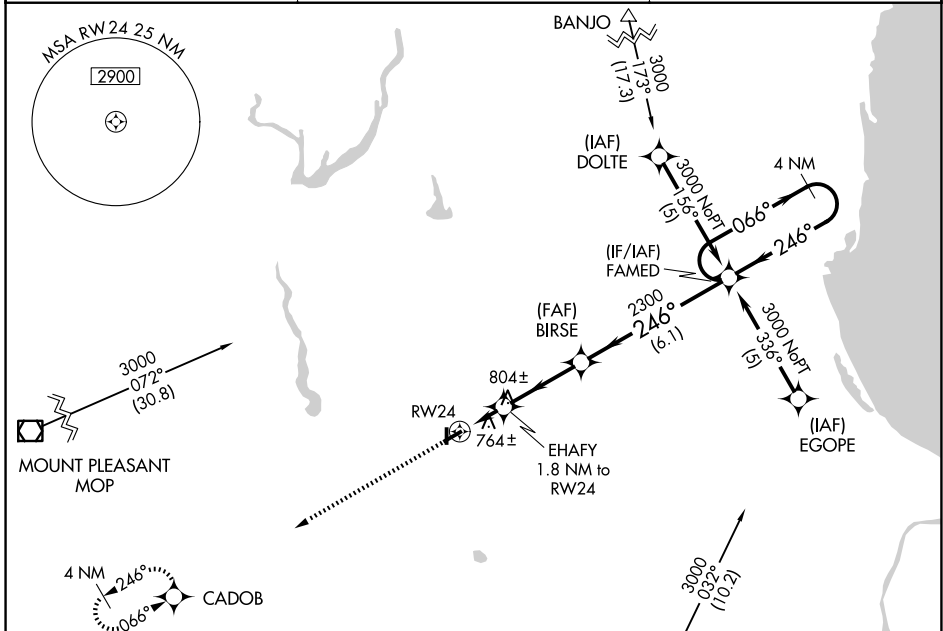 MSA RW24 25 NM
2900
BANJO
3000
173°
(17.3)
(IAF)
DOLTE
3000 NoPT
156°
(5)
4 NM
066°
246°
(IF/IAF)
FAMED
2300
246°
(6.1)
(FAF)
BIRSE
3000 NoPT
336°
(5)
(IAF)
EGOPE
3000
072°
(30.8)
MOUNT PLEASANT
MOP
804±
RW24
764±
EHAFY
1.8 NM to
RW24
4 NM
246°
066°
CADOB
3000
032°
(10.2)